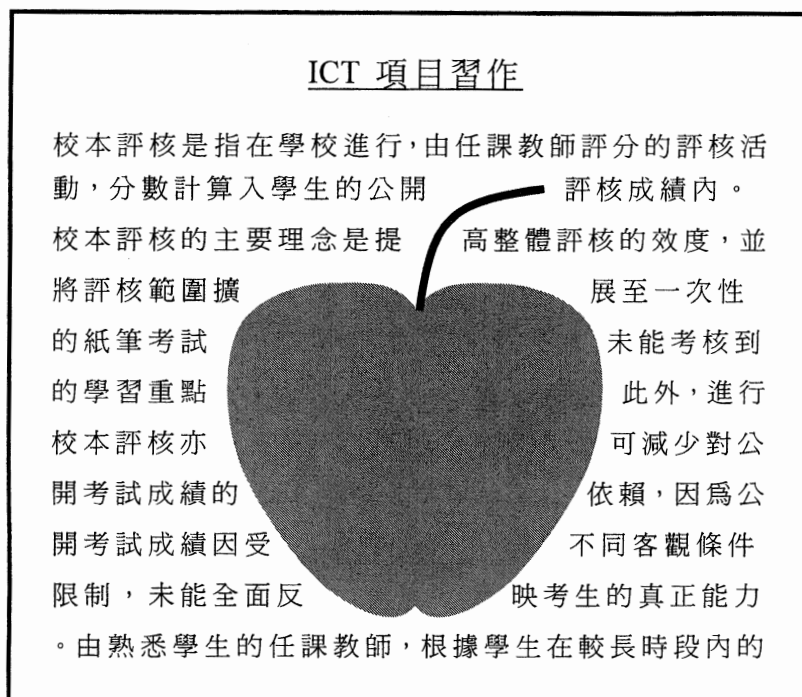 ICT 項目習作
校本評核是指在學校進行，由任課教師評分的評核活
動，分數計算入學生的公開評核成績內。
校本評核的主要理念是提高整體評核的效度，並
將評核範圍擴展至一次性
的紙筆考試未能考核到
的學習重點此外，進行
校本評核亦可減少對公
開考試成績的依賴，因爲公
開考試成績因受不同客觀條件
限制，未能全面反映考生的真正能力
。由熟悉學生的任課教師，根據學生在較長時段內的